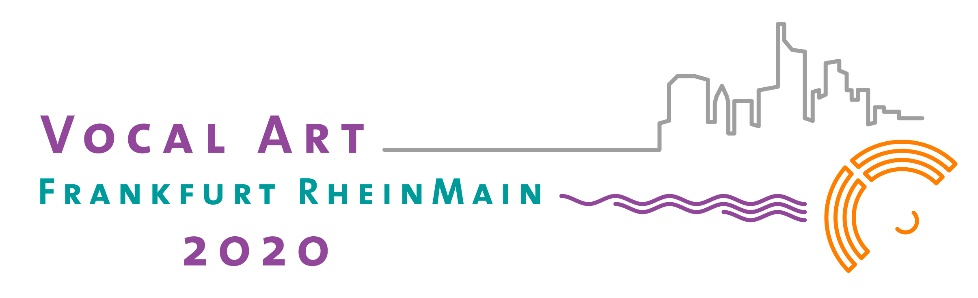 VOCAL ART
FRANKFURT RHEINMAIN
2020